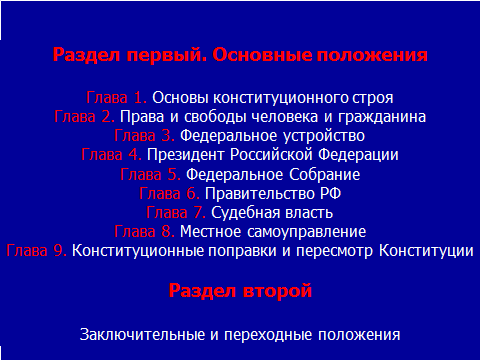 Раздел первый. Основные положения
Глава 1. Основы конституционного строя
Глава 2. Права и свободы человека и гражданина
Глава 3. Федеральное устройство
Глава 4. Президент Российской Федерации
Глава 5. Федеральное Собрание
Глава 6. Правительство РФ
Глава 7. Судебная власть
Глава 8. Местное самоуправление
Глава 9. Конституционные поправки и пересмотр Конституции
Раздел второй
Заключительные и переходные положения